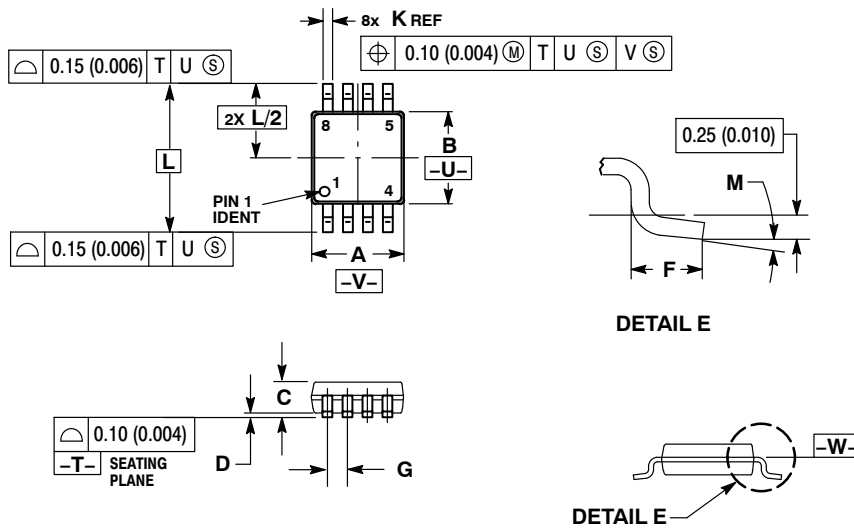 8x K REF
⌖ 0.10 (0.004) Ⓜ T U Ⓢ V Ⓢ
⌓ 0.15 (0.006) T U Ⓢ
2X L/2
8 5
L
B
-U-
PIN 1
IDENT
1 4
⌓ 0.15 (0.006) T U Ⓢ
A
-V-
0.25 (0.010)
M
F
DETAIL E
C
⌓ 0.10 (0.004)
-T- SEATING
PLANE
D
G
-W-
DETAIL E